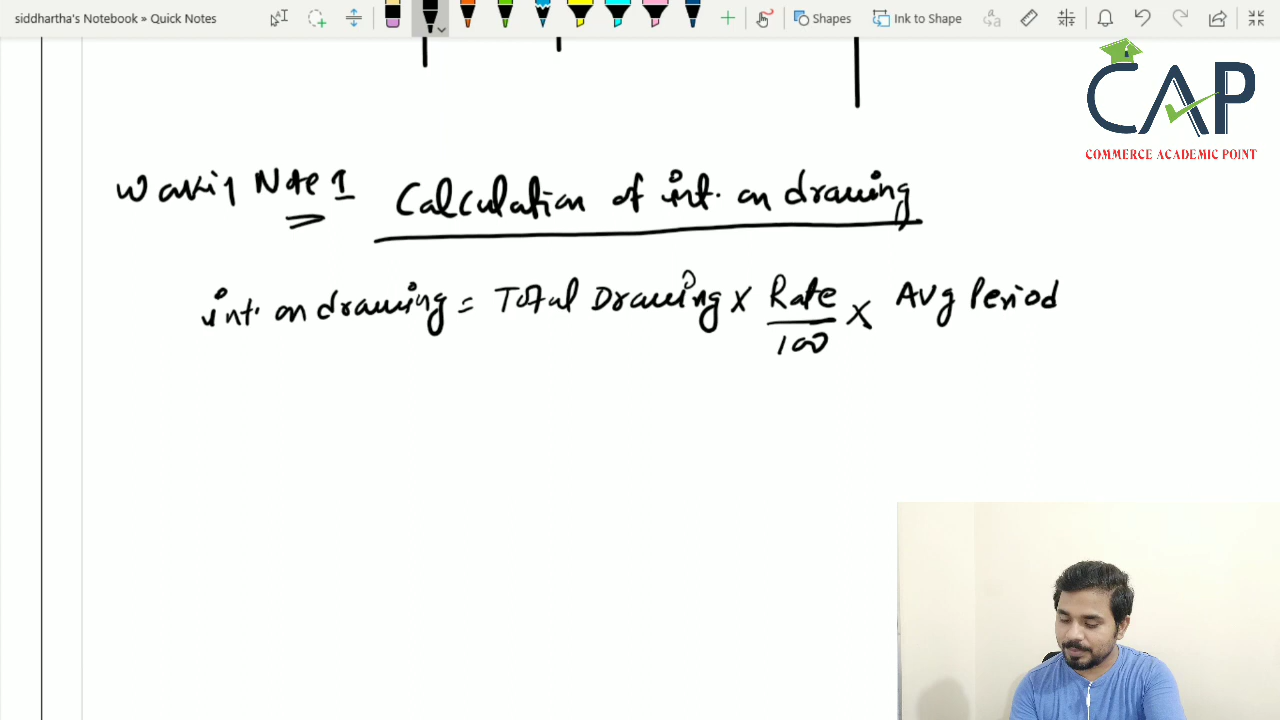 siddhartha's Notebook » Quick Notes
Shapes
Ink to Shape
CAP
COMMERCE ACADEMIC POINT
Working Note 1 Calculation of int. on drawing
int. on drawing = Total Drawing x Rate/100 x Avg Period